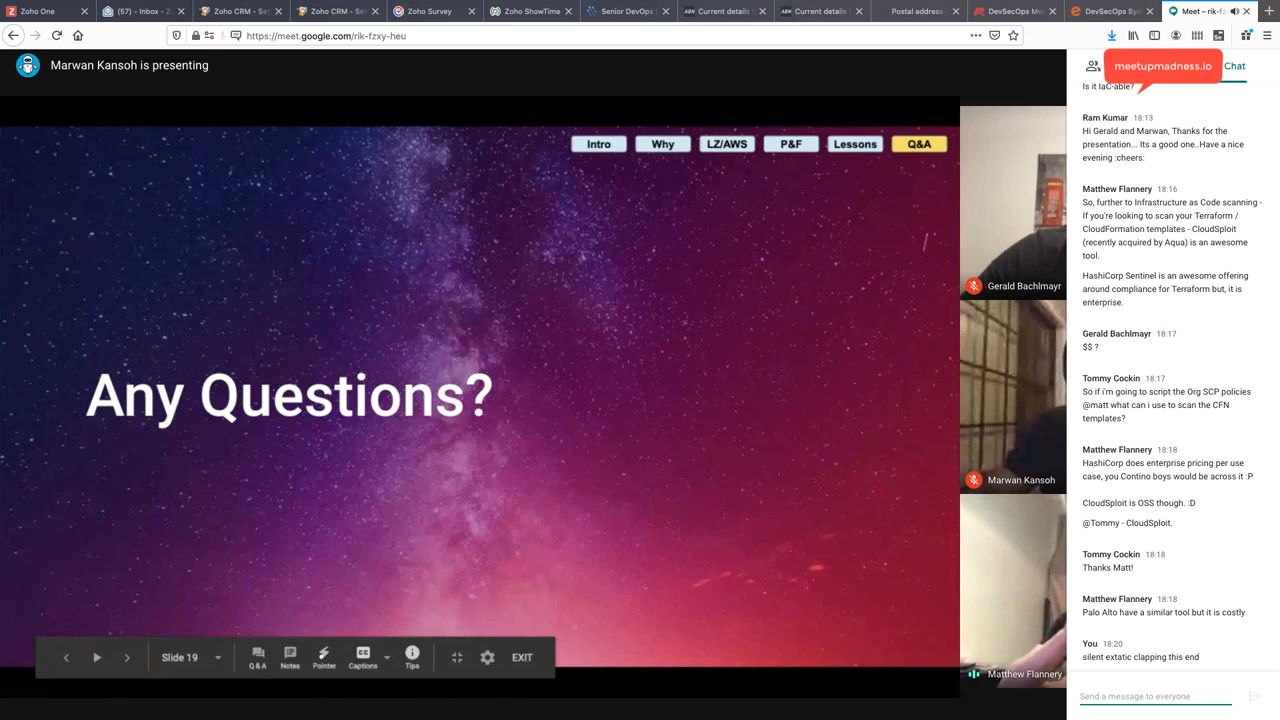 Zoho One
(57) - Inbox - Z
Zoho CRM - Set
Zoho CRM - Set
Zoho Survey
Zoho ShowTime
Senior DevOps
ABN
Current details
ABN
Current details
Postal address
DevSecOps Me
DevSecOps Syd
Meet – rik-fz
https://meet.google.com/rik-fzxy-heu
Marwan Kansoh is presenting
meetupmadness.io
Chat
Intro
Why
LZ/AWS
P&F
Lessons
Q&A
Any Questions?
Slide 19
Q&A
Notes
Pointer
Captions
Tips
EXIT
Gerald Bachlmayr
Marwan Kansoh
Matthew Flannery
Is it IaC-able?
Ram Kumar 18:13
Hi Gerald and Marwan, Thanks for the
presentation... Its a good one..Have a nice
evening :cheers:
Matthew Flannery 18:16
So, further to Infrastructure as Code scanning -
If you're looking to scan your Terraform /
CloudFormation templates - CloudSploit
(recently acquired by Aqua) is an awesome
tool.
HashiCorp Sentinel is an awesome offering
around compliance for Terraform but, it is
enterprise.
Gerald Bachlmayr 18:17
$$ ?
Tommy Cockin 18:17
So if i'm going to script the Org SCP policies
@matt what can i use to scan the CFN
templates?
Matthew Flannery 18:18
HashiCorp does enterprise pricing per use
case, you Contino boys would be across it :P
CloudSploit is OSS though. :D
@Tommy - CloudSploit.
Tommy Cockin 18:18
Thanks Matt!
Matthew Flannery 18:18
Palo Alto have a similar tool but it is costly
You 18:20
silent extatic clapping this end
Send a message to everyone